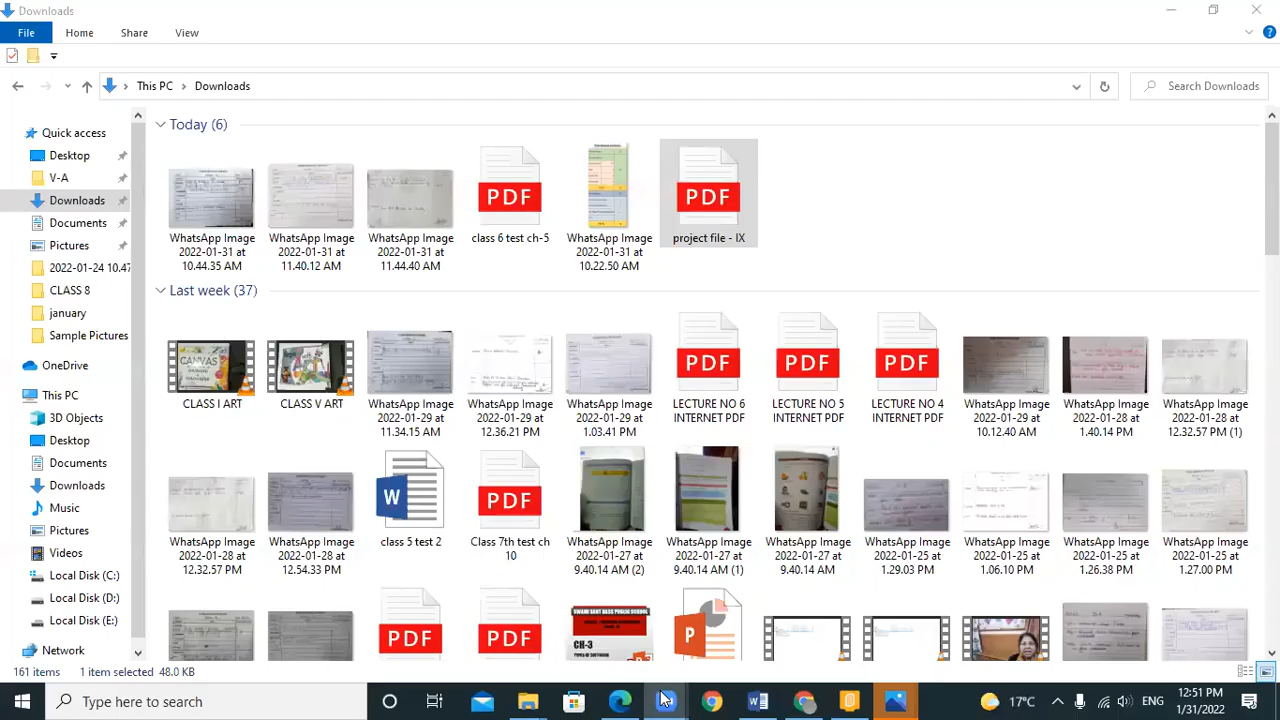 Downloads
File Home Share View
This PC > Downloads
Search Downloads
Quick access
Desktop
V-A
Downloads
Documents
Pictures
2022-01-24 10.47
CLASS 8
january
Sample Pictures
OneDrive
This PC
3D Objects
Desktop
Documents
Downloads
Music
Pictures
Videos
Local Disk (C:)
Local Disk (D:)
Local Disk (E:)
Network
Today (6)
WhatsApp Image 2022-01-31 at 10.44.35 AM
WhatsApp Image 2022-01-31 at 11.40.12 AM
WhatsApp Image 2022-01-31 at 11.44.40 AM
PDF
class 6 test ch-5
WhatsApp Image 2022-01-31 at 10.22.50 AM
PDF
project file - IX
Last week (37)
CLASS I ART
CLASS V ART
WhatsApp Image 2022-01-29 at 11.34.15 AM
WhatsApp Image 2022-01-29 at 12.36.21 PM
WhatsApp Image 2022-01-29 at 1.03.41 PM
PDF
LECTURE NO 6 INTERNET PDF
PDF
LECTURE NO 5 INTERNET PDF
PDF
LECTURE NO 4 INTERNET PDF
WhatsApp Image 2022-01-29 at 10.12.40 AM
WhatsApp Image 2022-01-28 at 1.40.14 PM
WhatsApp Image 2022-01-28 at 12.32.57 PM (1)
WhatsApp Image 2022-01-28 at 12.32.57 PM
WhatsApp Image 2022-01-28 at 12.54.33 PM
W
class 5 test 2
PDF
Class 7th test ch 10
WhatsApp Image 2022-01-27 at 9.40.14 AM (2)
WhatsApp Image 2022-01-27 at 9.40.14 AM (1)
WhatsApp Image 2022-01-27 at 9.40.14 AM
WhatsApp Image 2022-01-25 at 1.29.03 PM
WhatsApp Image 2022-01-25 at 1.06.10 PM
WhatsApp Image 2022-01-25 at 1.26.38 PM
WhatsApp Image 2022-01-25 at 1.27.00 PM
PDF
PDF
SWAMI SANT DASS PUBLIC SCHOOL
CH-3
P
161 items 1 item selected 48.0 KB
Type here to search
17°C
ENG
12:51 PM
1/31/2022